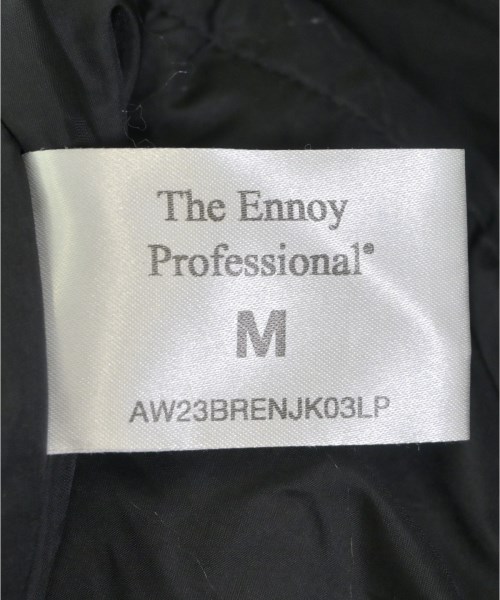 The Ennoy
Professional®
M
AW23BRENJK03LP